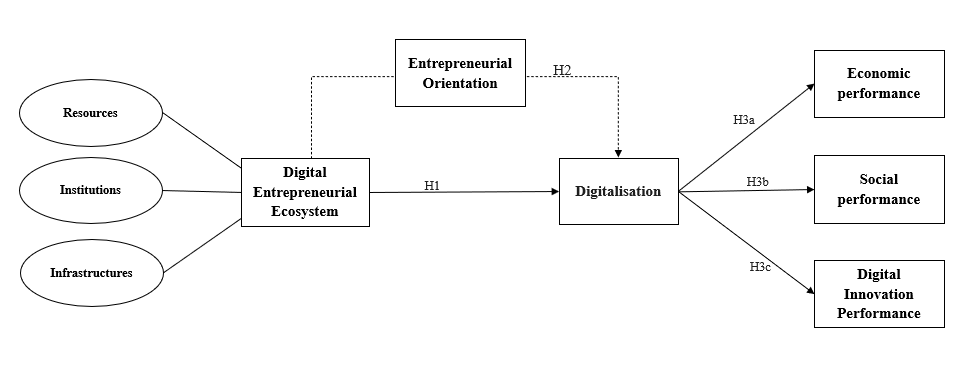 Entrepreneurial
Orientation
H2
Economic
performance
Resources
H3a
Digital
Entrepreneurial
Ecosystem
Institutions
H1
Digitalisation
H3b
Social
performance
Infrastructures
H3c
Digital
Innovation
Performance